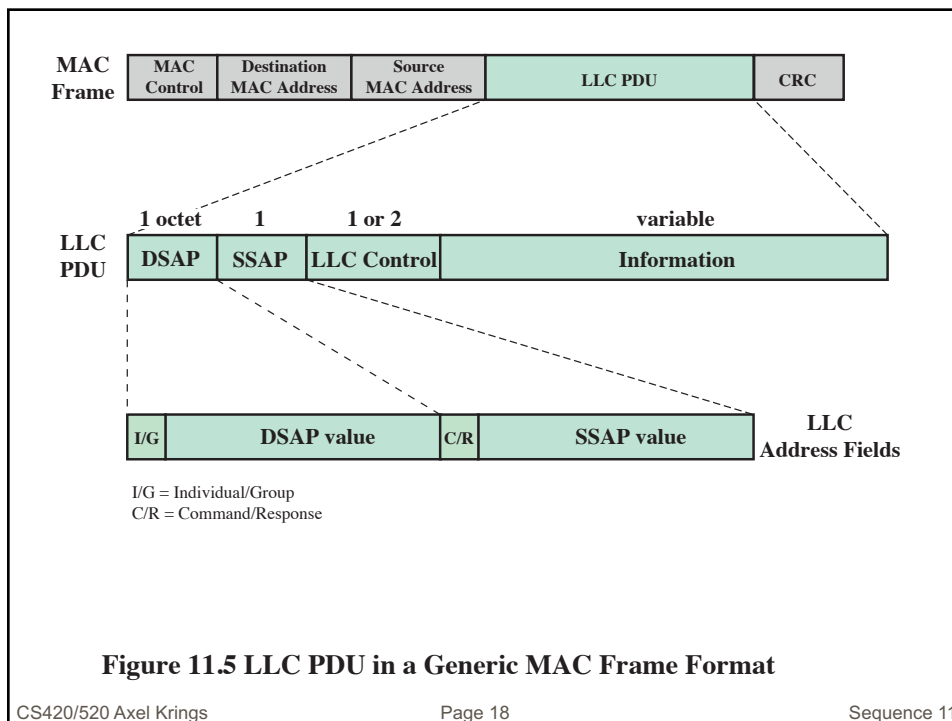 MAC Frame
MAC Control
Destination MAC Address
Source MAC Address
LLC PDU
CRC
1 octet
1
1 or 2
variable
LLC PDU
DSAP
SSAP
LLC Control
Information
I/G
DSAP value
C/R
SSAP value
LLC Address Fields
I/G = Individual/Group
C/R = Command/Response
Figure 11.5 LLC PDU in a Generic MAC Frame Format
CS420/520 Axel Krings Page 18 Sequence 11